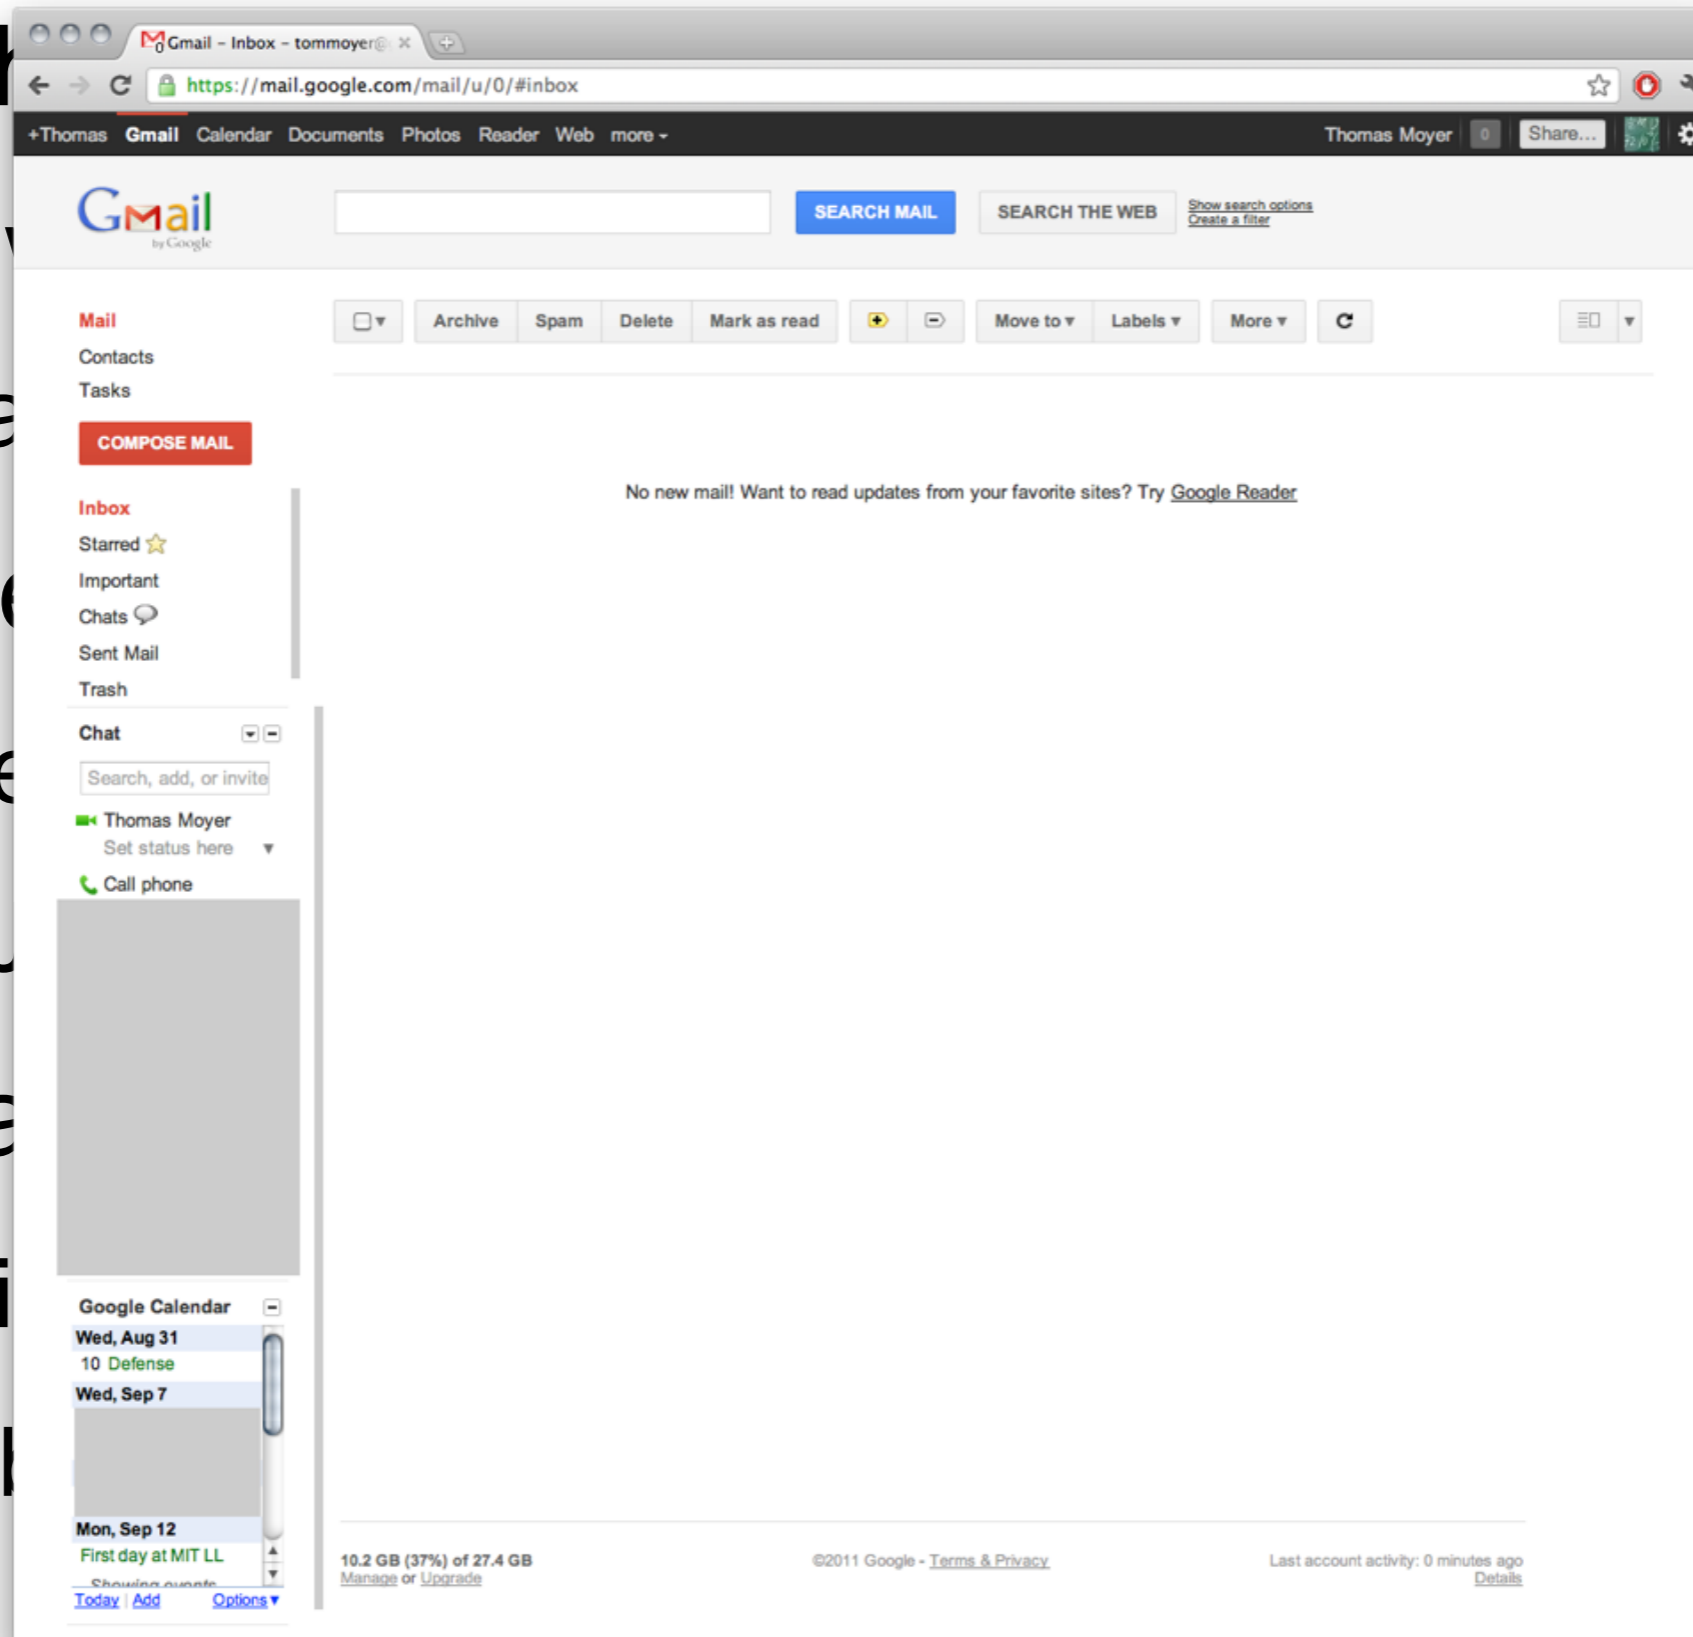 Gmail – Inbox – tommoyer@
https://mail.google.com/mail/u/0/#inbox
+Thomas Gmail Calendar Documents Photos Reader Web more
Thomas Moyer 0 Share...
Gmail
by Google
SEARCH MAIL SEARCH THE WEB
Show search options
Create a filter
Mail
Contacts
Tasks
COMPOSE MAIL
Archive Spam Delete Mark as read Move to Labels More
No new mail! Want to read updates from your favorite sites? Try Google Reader
Inbox
Starred
Important
Chats
Sent Mail
Trash
Chat
Search, add, or invite
Thomas Moyer
Set status here
Call phone
Google Calendar
Wed, Aug 31
10 Defense
Wed, Sep 7
Mon, Sep 12
First day at MIT LL
Showing events
Today Add Options
10.2 GB (37%) of 27.4 GB
Manage or Upgrade
©2011 Google - Terms & Privacy
Last account activity: 0 minutes ago
Details